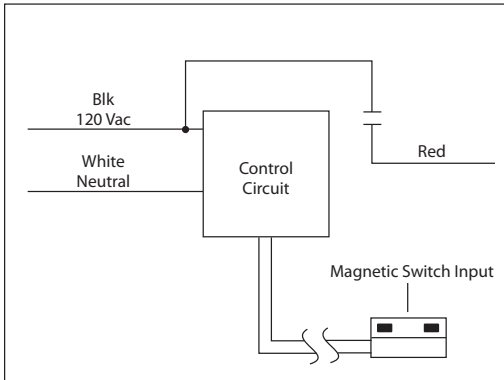 Blk
120 Vac
White
Neutral
Control
Circuit
Red
Magnetic Switch Input